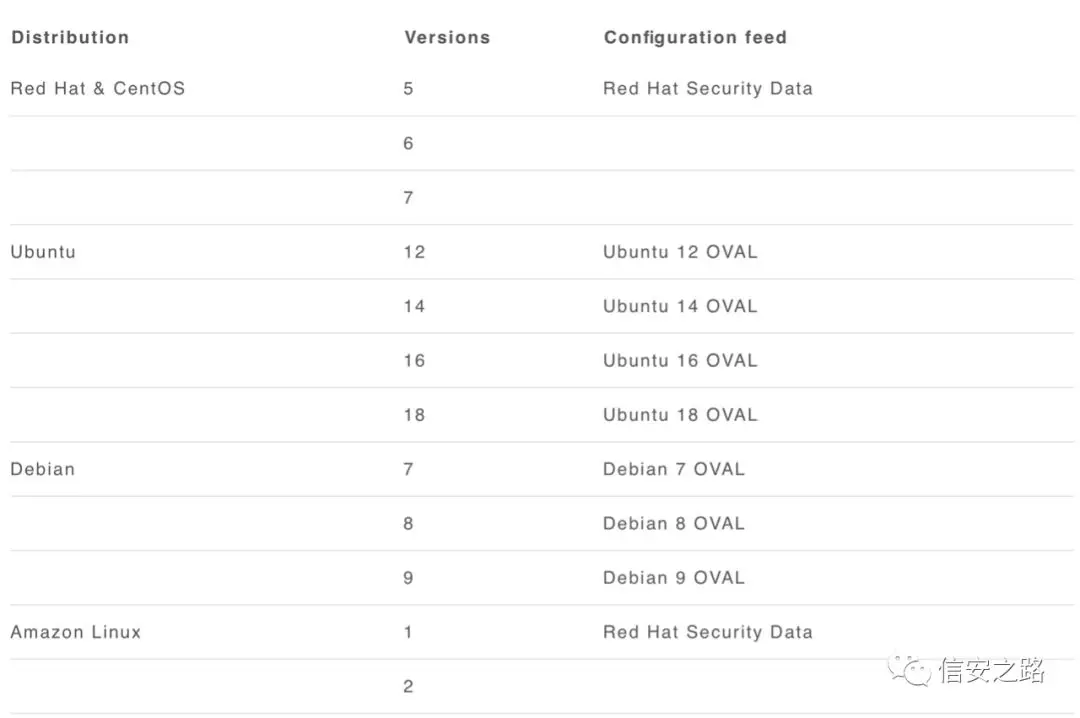 Distribution Versions Configuration feed
Red Hat & CentOS 5 Red Hat Security Data
6
7
Ubuntu 12 Ubuntu 12 OVAL
14 Ubuntu 14 OVAL
16 Ubuntu 16 OVAL
18 Ubuntu 18 OVAL
Debian 7 Debian 7 OVAL
8 Debian 8 OVAL
9 Debian 9 OVAL
Amazon Linux 1 Red Hat Security Data
2
信安之路